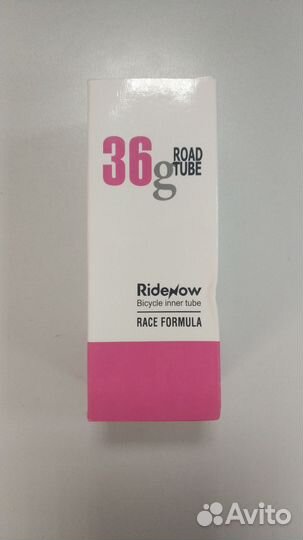 36g ROAD
TUBE
RideNow
Bicycle inner tube
RACE FORMULA
Avito